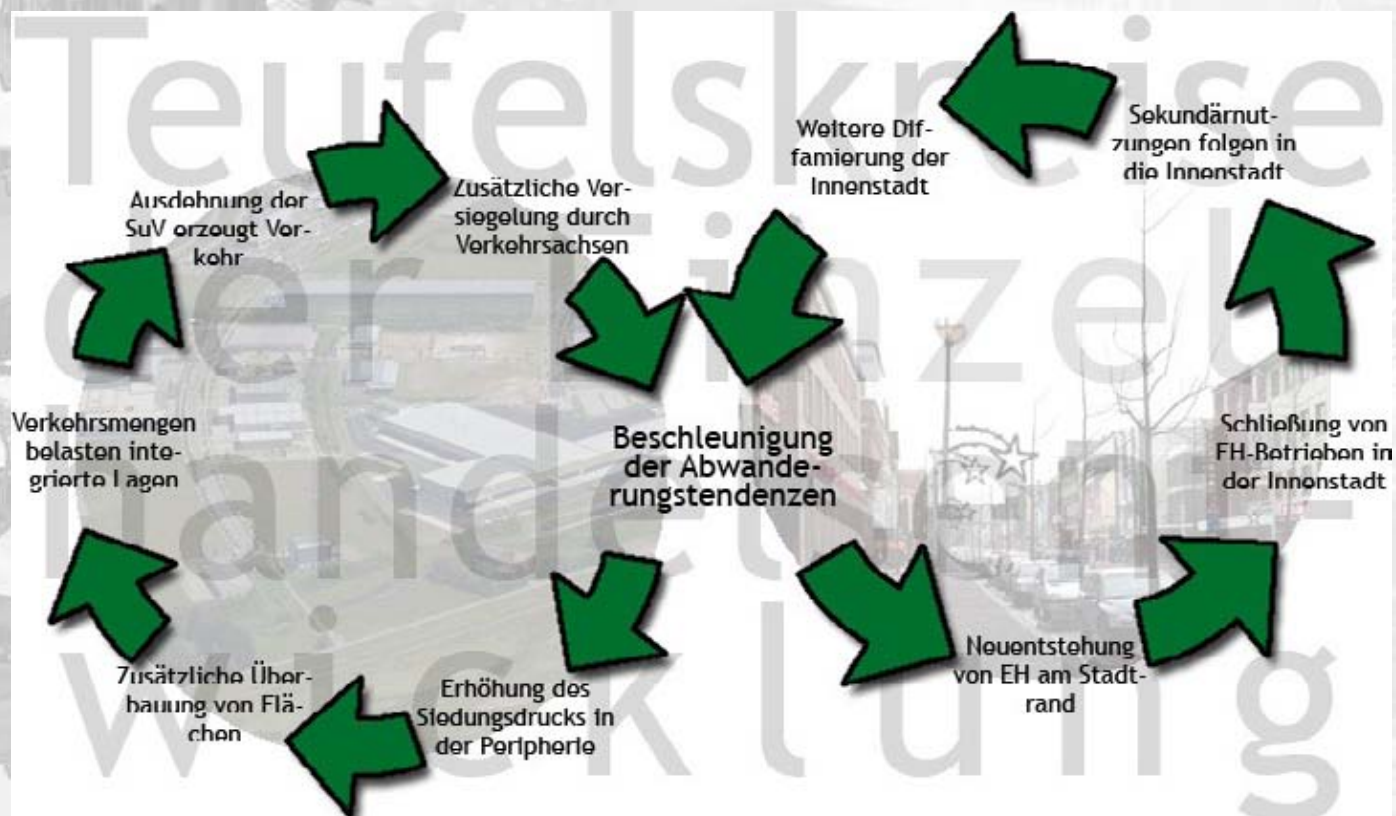 Teufelskreise
der Einzel
handelsent-
wicklung
Ausdehnung der
SuV erzeugt Ver-
kehr
Zusätzliche Ver-
siegelung durch
Verkehrsachsen
Weitere Dif-
famierung der
Innenstadt
Sekundärnut-
zungen folgen in
die Innenstadt
Verkehrsmengen
belasten inte-
grierte Lagen
Beschleunigung
der Abwande-
rungstendenzen
Schließung von
EH-Betrieben in
der Innenstadt
Zusätzliche Über-
bauung von Flä-
chen
Erhöhung des
Siedungsdrucks in
der Peripherie
Neuentstehung
von EH am Stadt-
rand